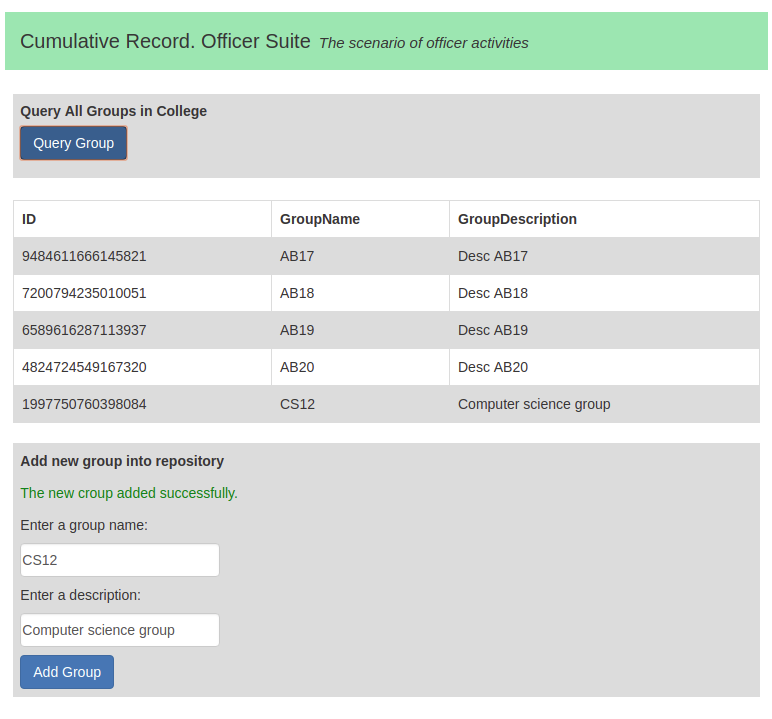 Cumulative Record. Officer Suite The scenario of officer activities
Query All Groups in College
Query Group
ID GroupName GroupDescription
9484611666145821 AB17 Desc AB17
7200794235010051 AB18 Desc AB18
6589616287113937 AB19 Desc AB19
4824724549167320 AB20 Desc AB20
1997750760398084 CS12 Computer science group
Add new group into repository
The new croup added successfully.
Enter a group name:
CS12
Enter a description:
Computer science group
Add Group